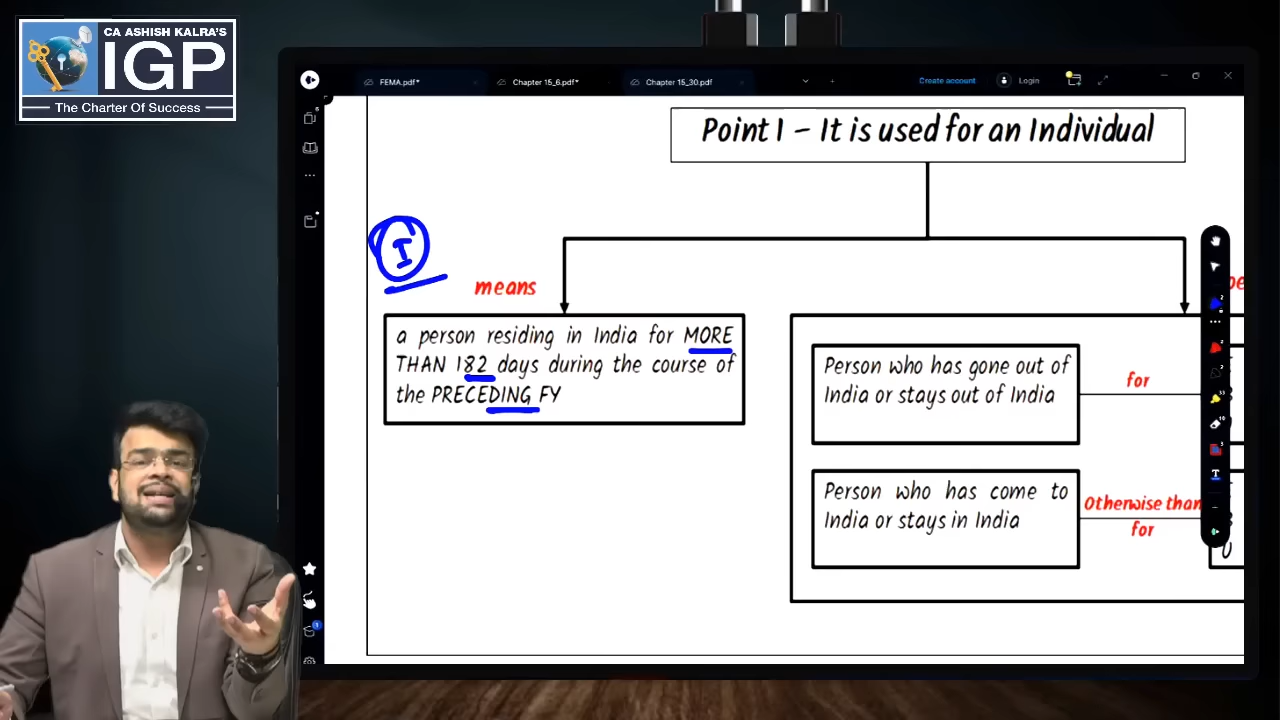 CA ASHISH KALRA'S
IGP
The Charter Of Success
FEMA.pdf*
Chapter 15_6.pdf*
Chapter 15_30.pdf
Create account
Login
Point 1 – It is used for an Individual
I
means
a person residing in India for MORE
THAN 182 days during the course of
the PRECEDING FY
Person who has gone out of
India or stays out of India
for
Person who has come to
India or stays in India
Otherwise than
for